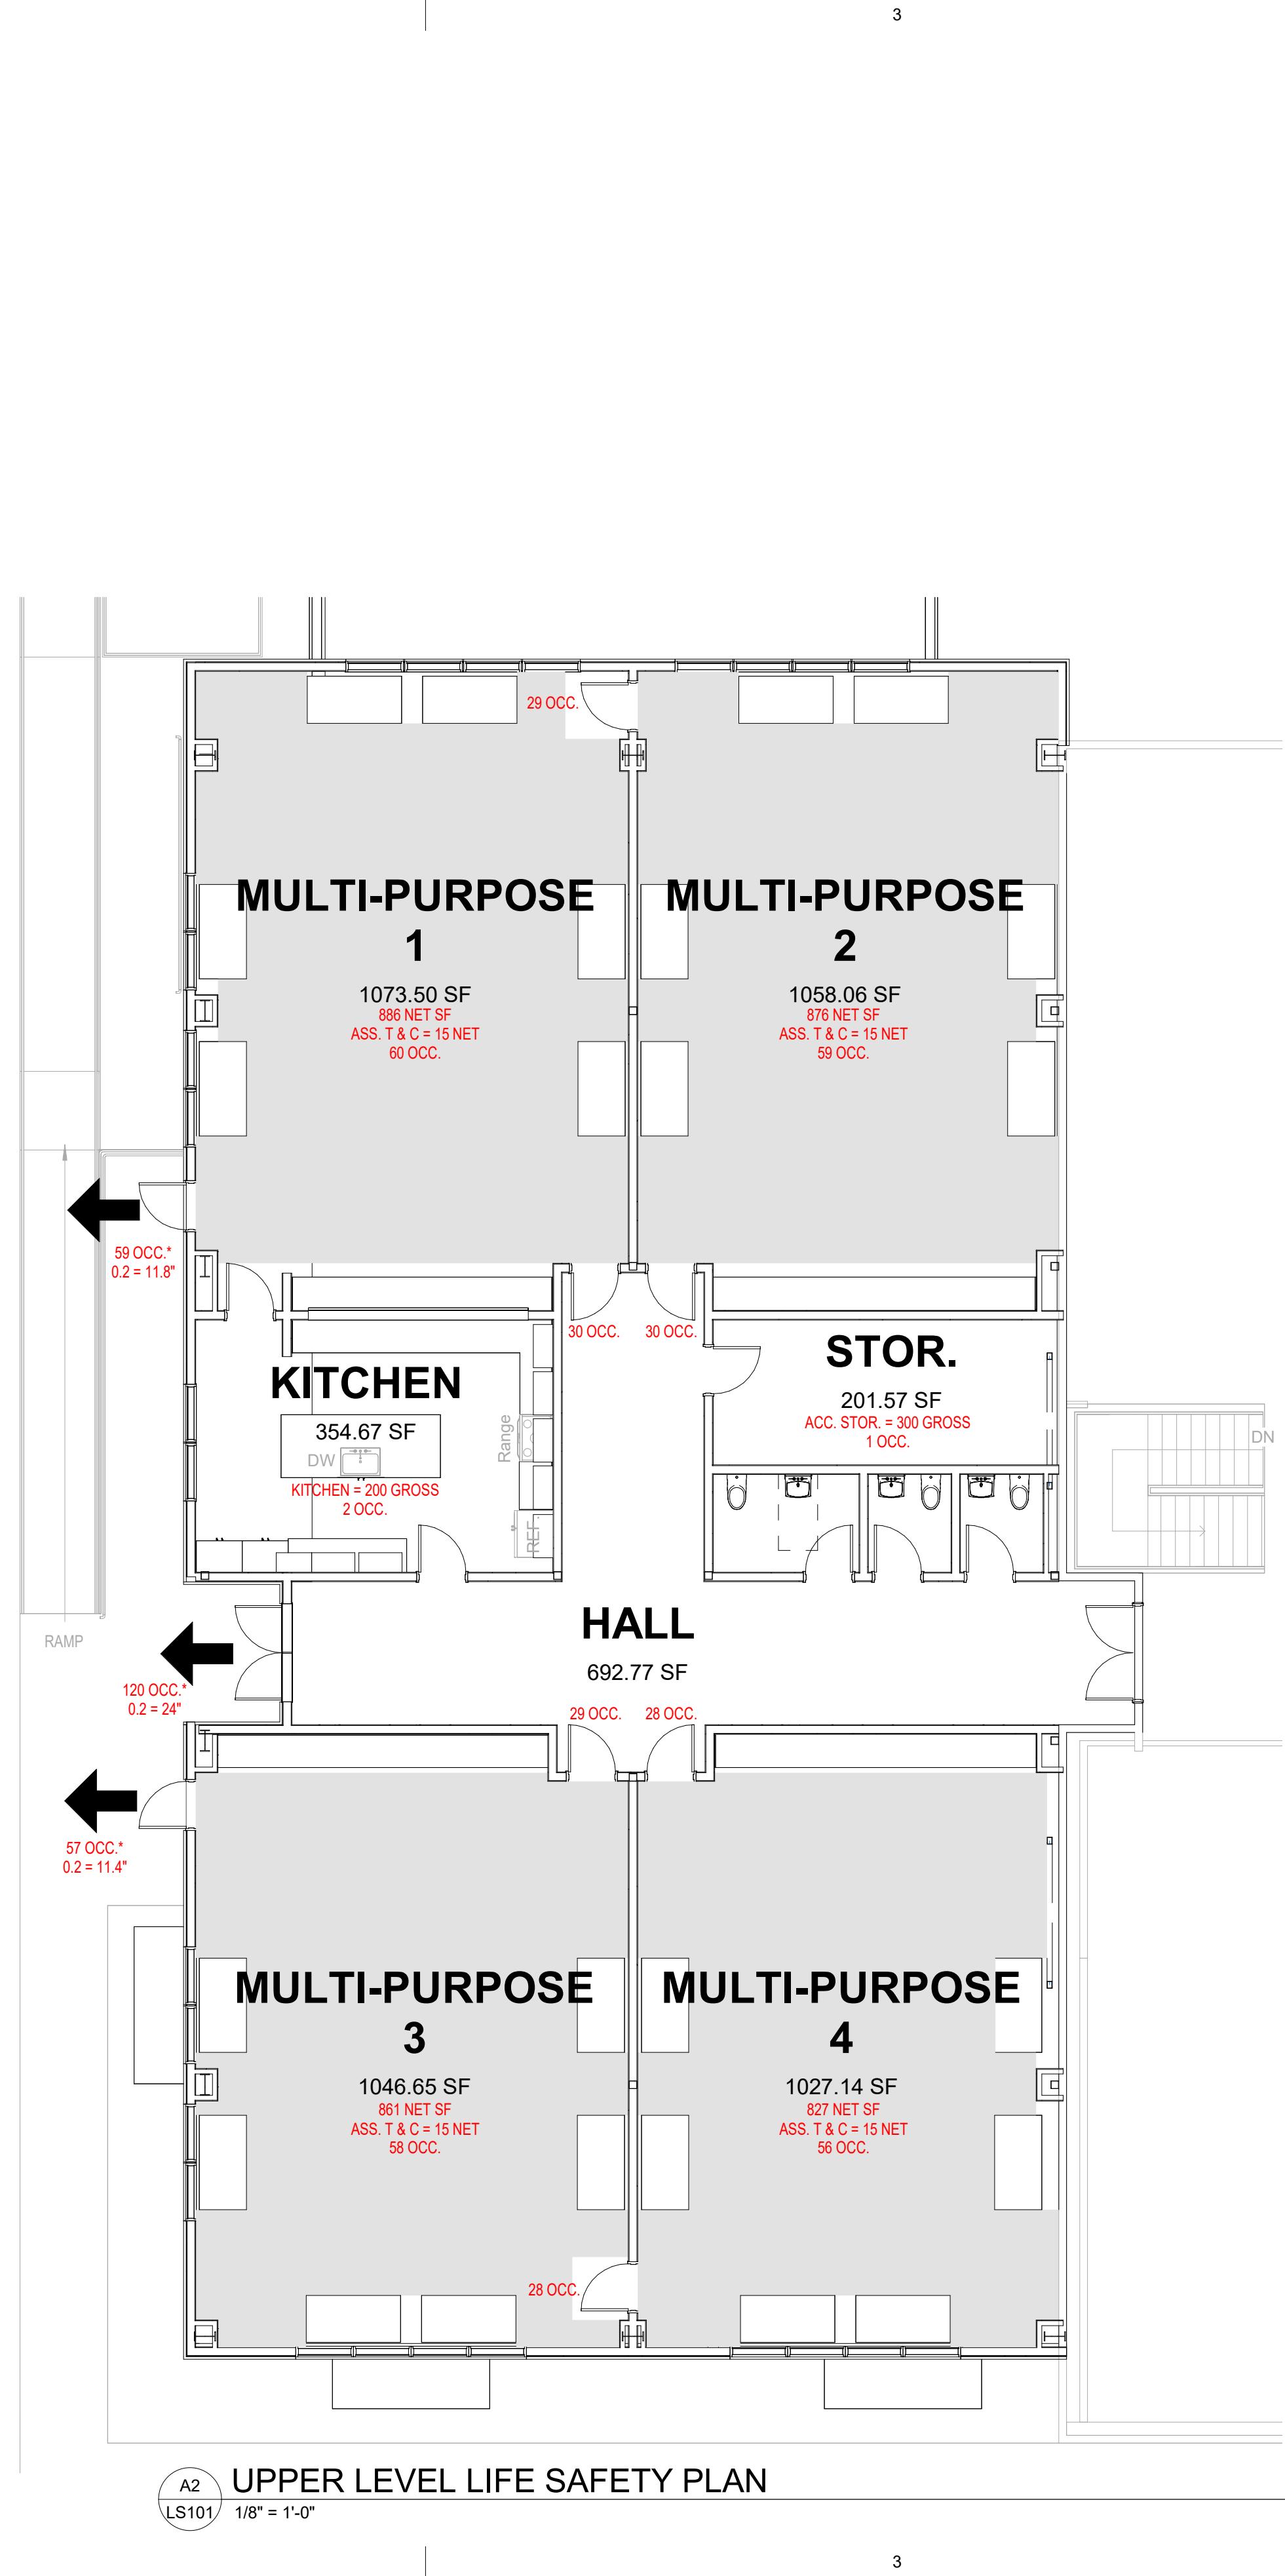 3
29 OCC.
MULTI-PURPOSE
1
1073.50 SF
886 NET SF
ASS. T & C = 15 NET
60 OCC.
MULTI-PURPOSE
2
1058.06 SF
876 NET SF
ASS. T & C = 15 NET
59 OCC.
59 OCC.*
0.2 = 11.8"
30 OCC.
30 OCC.
KITCHEN
354.67 SF
DW
KITCHEN = 200 GROSS
2 OCC.
Range
REF.
STOR.
201.57 SF
ACC. STOR. = 300 GROSS
1 OCC.
DN
RAMP
HALL
692.77 SF
120 OCC.*
0.2 = 24"
29 OCC.
28 OCC.
57 OCC.*
0.2 = 11.4"
MULTI-PURPOSE
3
1046.65 SF
861 NET SF
ASS. T & C = 15 NET
58 OCC.
MULTI-PURPOSE
4
1027.14 SF
827 NET SF
ASS. T & C = 15 NET
56 OCC.
28 OCC.
A2
LS101
UPPER LEVEL LIFE SAFETY PLAN
1/8" = 1'-0"
3